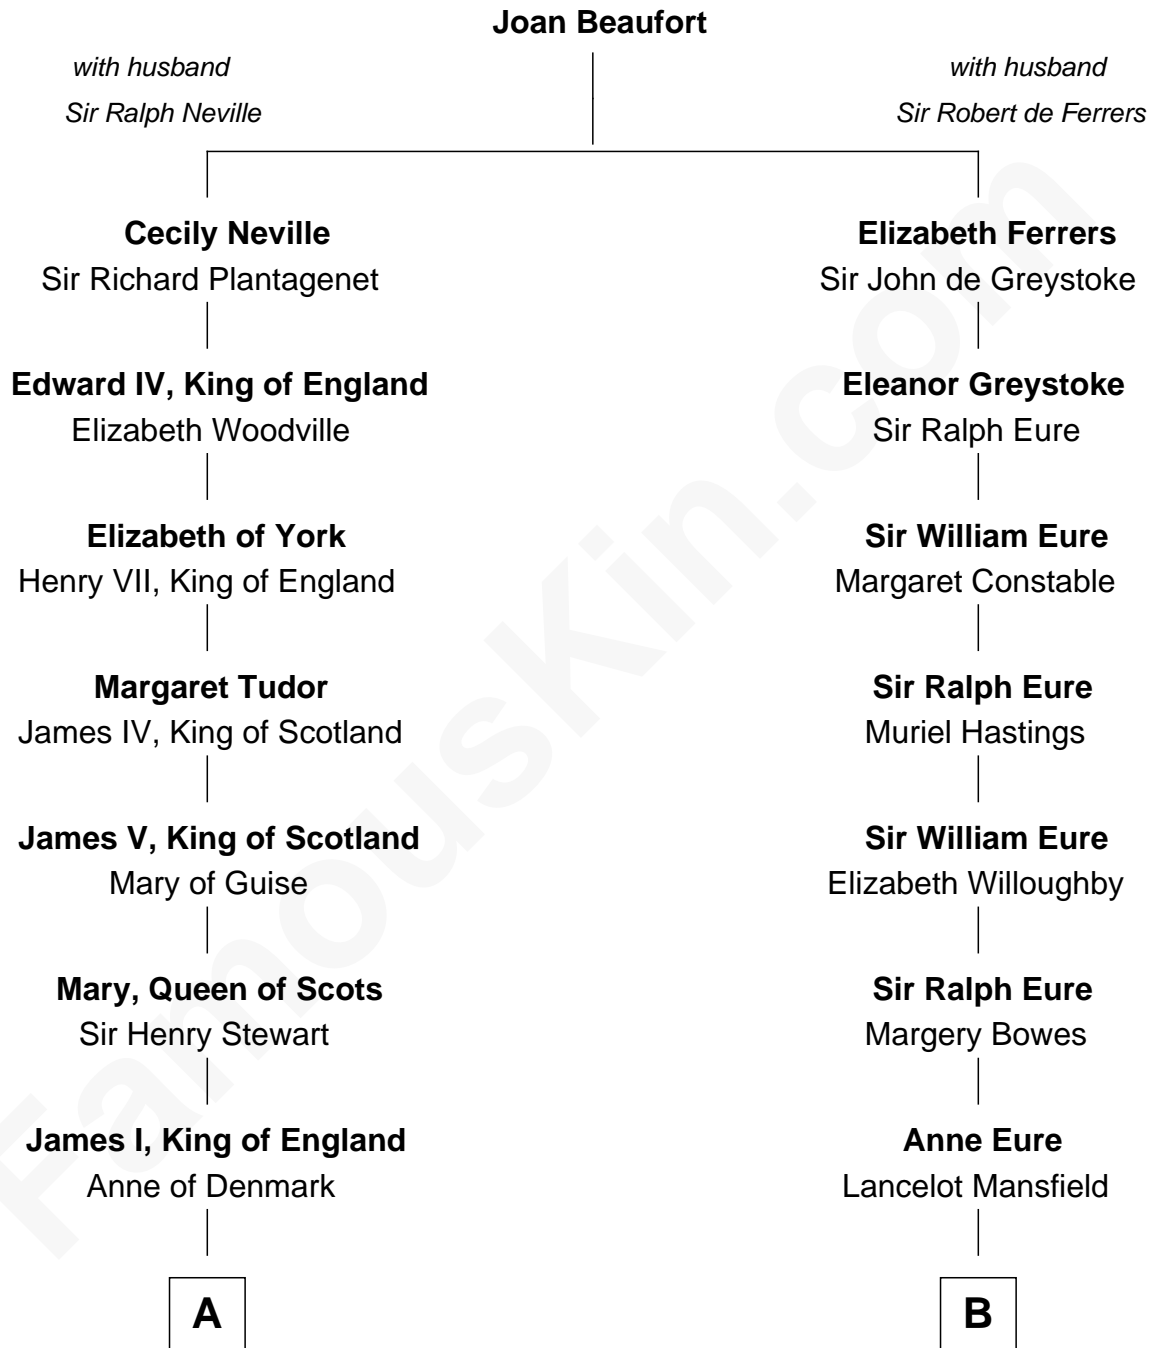 Joan Beaufort
with husband
Sir Ralph Neville
with husband
Sir Robert de Ferrers
Cecily Neville
Sir Richard Plantagenet
Elizabeth Ferrers
Sir John de Greystoke
Edward IV, King of England
Elizabeth Woodville
Eleanor Greystoke
Sir Ralph Eure
Elizabeth of York
Henry VII, King of England
Sir William Eure
Margaret Constable
Margaret Tudor
James IV, King of Scotland
Sir Ralph Eure
Muriel Hastings
James V, King of Scotland
Mary of Guise
Sir William Eure
Elizabeth Willoughby
Mary, Queen of Scots
Sir Henry Stewart
Sir Ralph Eure
Margery Bowes
James I, King of England
Anne of Denmark
Anne Eure
Lancelot Mansfield
A
B
FamousKin.com